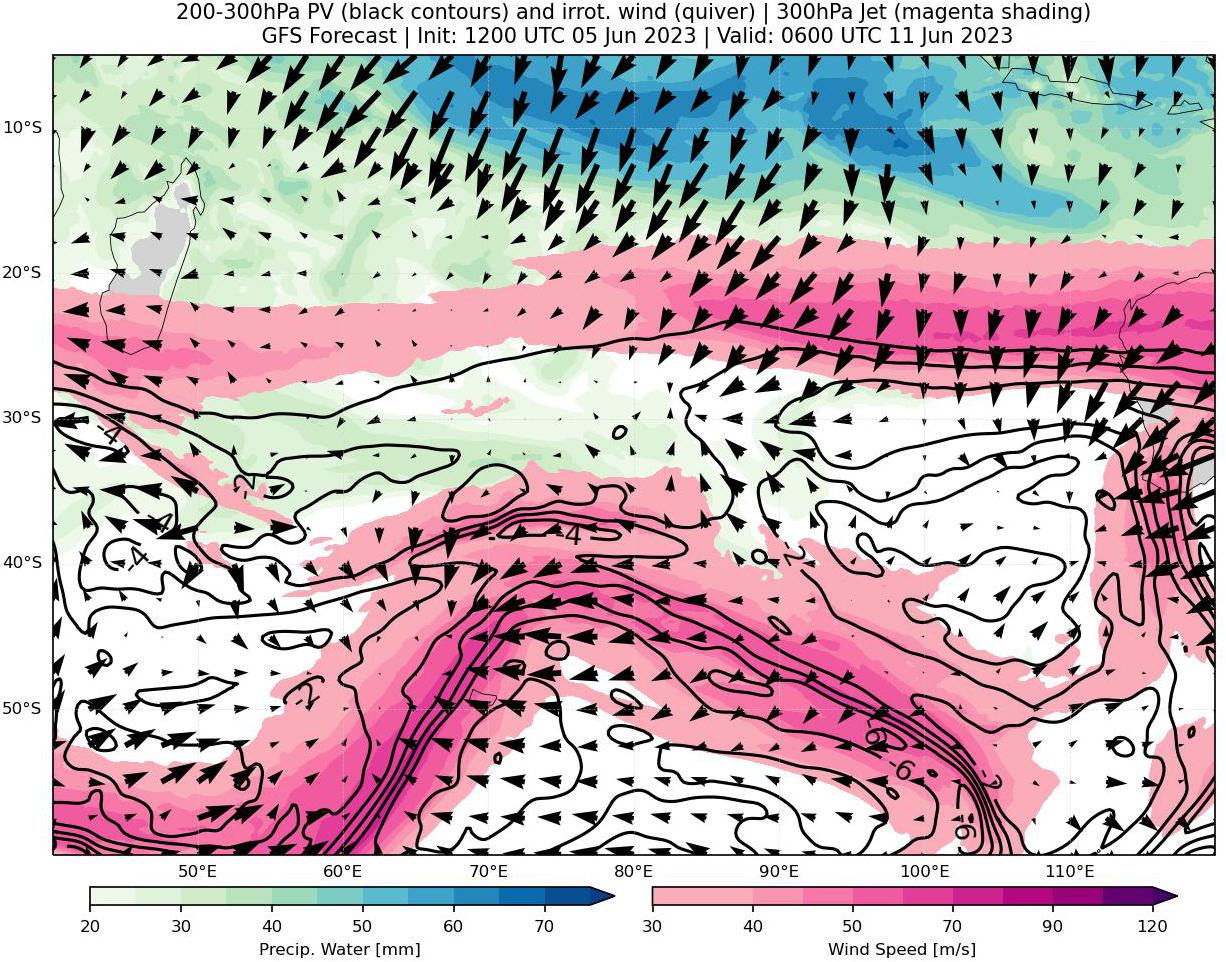 200-300hPa PV (black contours) and irrot. wind (quiver) | 300hPa Jet (magenta shading)
GFS Forecast | Init: 1200 UTC 05 Jun 2023 | Valid: 0600 UTC 11 Jun 2023
10°S
20°S
30°S
-4
-2
-4
-4
-4
-2
40°S
-2
50°S
-6
-6
-2
-6
50°E 60°E 70°E 80°E 90°E 100°E 110°E
20 30 40 50 60 70
30 40 50 70 90 120
Precip. Water [mm] Wind Speed [m/s]